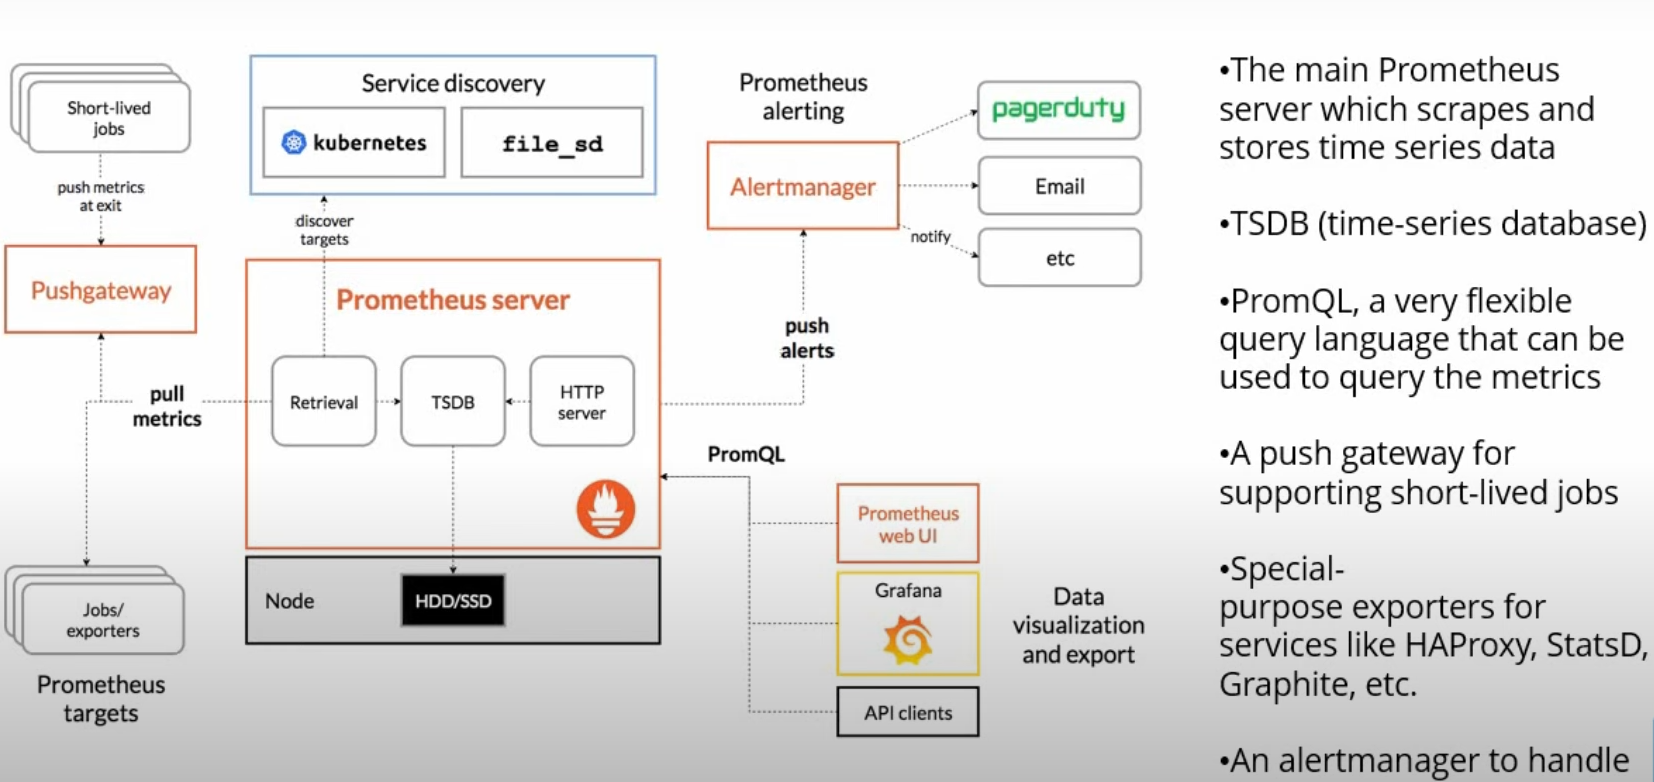 Short-lived
jobs
push metrics
at exit
Pushgateway
pull
metrics
Jobs/
exporters
Prometheus
targets
Service discovery
kubernetes
file_sd
discover
targets
Prometheus server
Retrieval
TSDB
HTTP
server
Node
HDD/SSD
Prometheus
alerting
Alertmanager
pagerduty
Email
etc
notify
push
alerts
PromQL
Prometheus
web UI
Grafana
API clients
Data
visualization
and export
•The main Prometheus
server which scrapes and
stores time series data
•TSDB (time-series database)
•PromQL, a very flexible
query language that can be
used to query the metrics
•A push gateway for
supporting short-lived jobs
•Special-
purpose exporters for
services like HAProxy, StatsD,
Graphite, etc.
•An alertmanager to handle